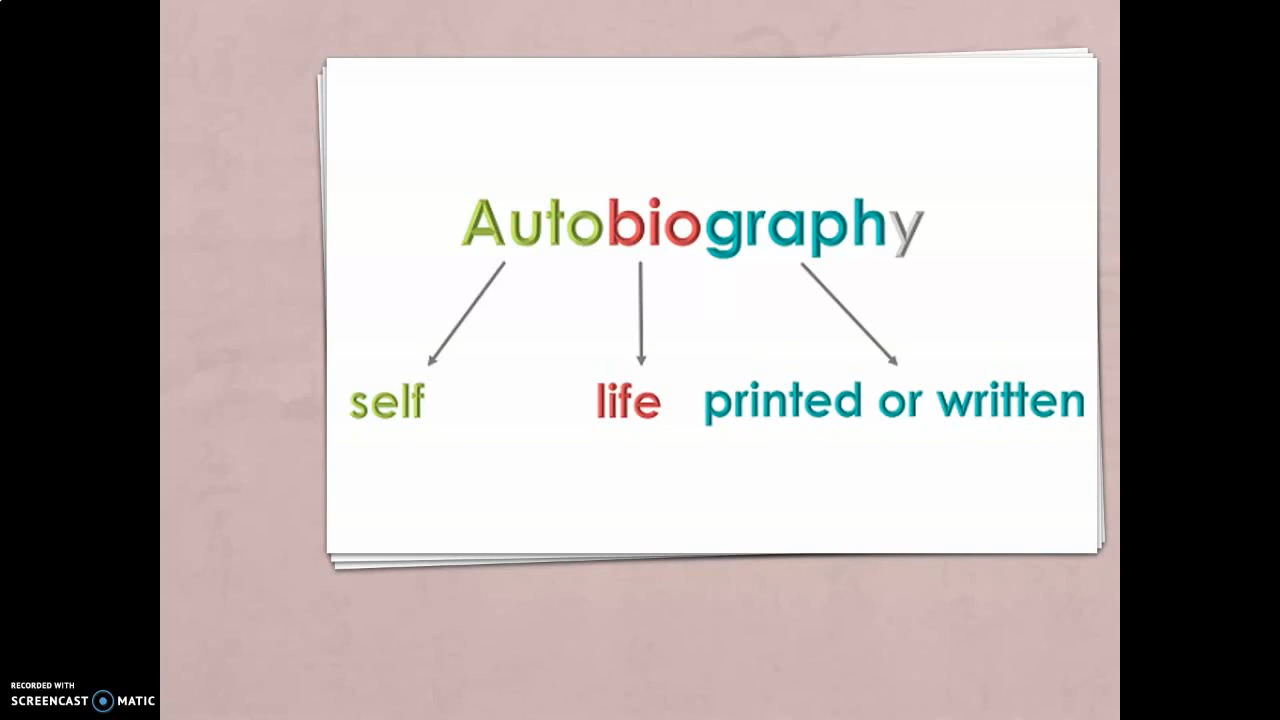 Autobiography
self life printed or written
RECORDED WITH
SCREENCAST MATIC